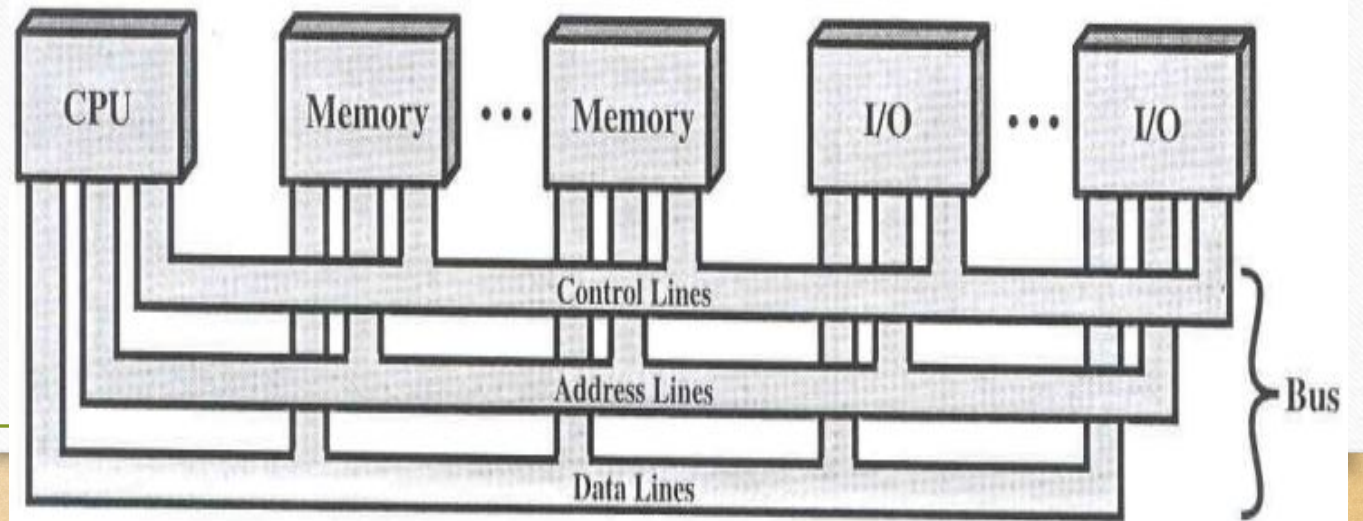 CPU
Memory
• • •
Memory
I/O
• • •
I/O
Control Lines
Address Lines
Data Lines
Bus